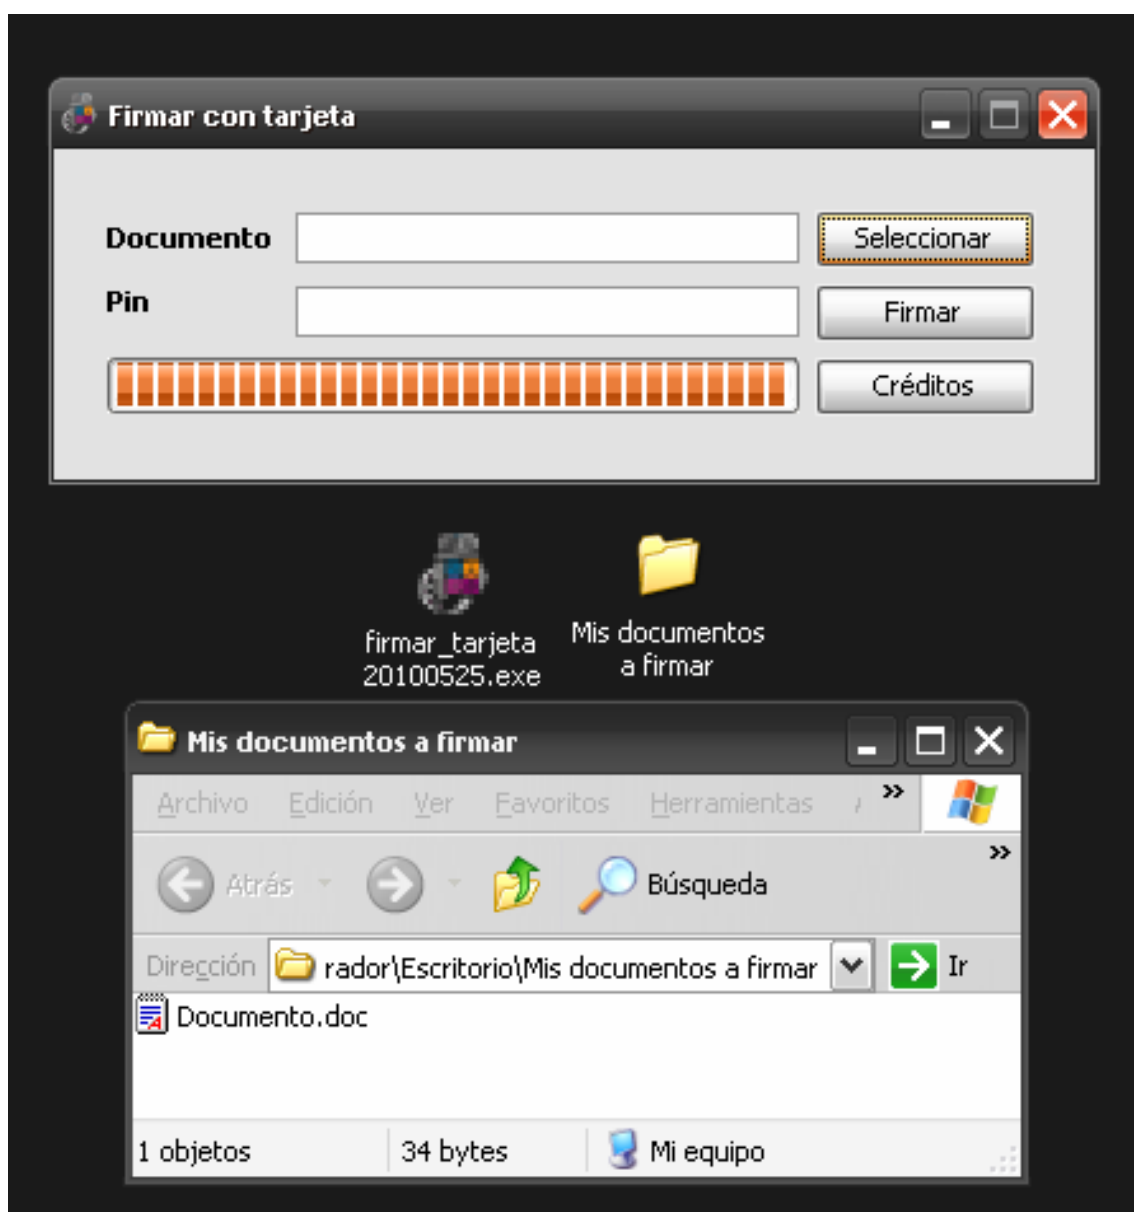 Firmar con tarjeta
Documento
Seleccionar
Pin
Firmar
Créditos
firmar_tarjeta
20100525.exe
Mis documentos
a firmar
Mis documentos a firmar
Archivo Edición Ver Favoritos Herramientas »
Atrás Búsqueda »
Dirección rador\Escritorio\Mis documentos a firmar Ir
Documento.doc
1 objetos 34 bytes Mi equipo